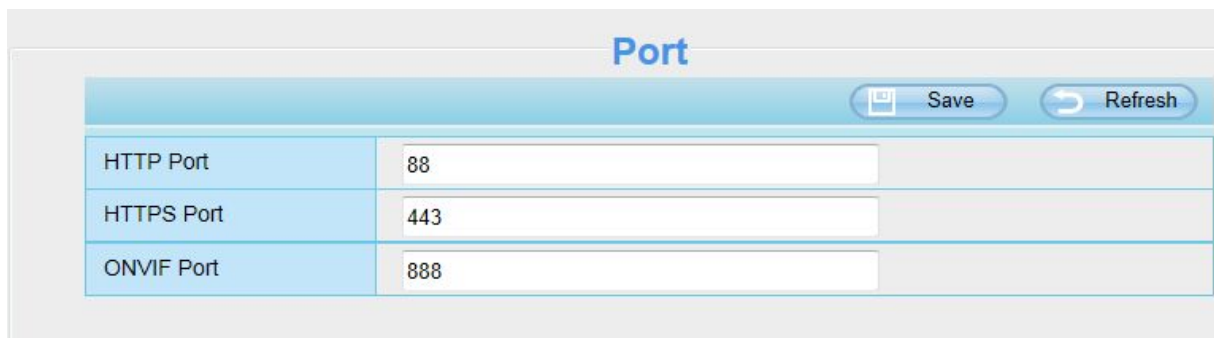 Port
Save Refresh
HTTP Port 88
HTTPS Port 443
ONVIF Port 888